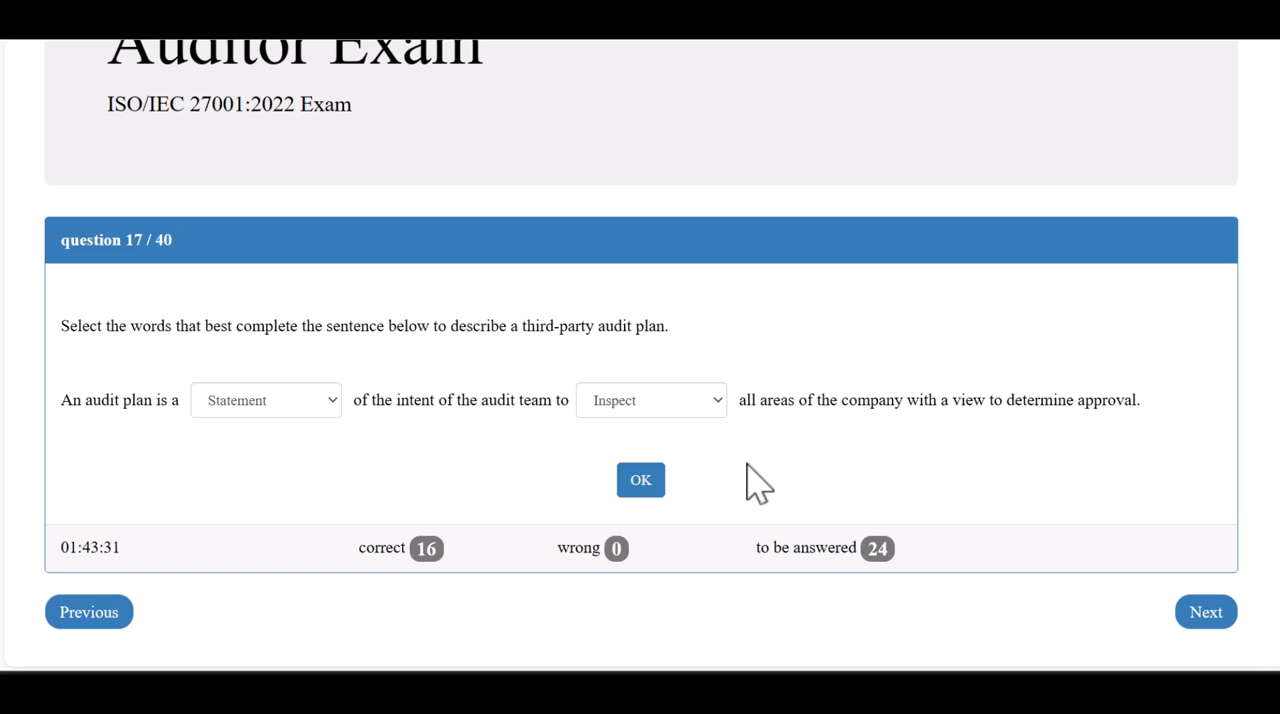 Auditor Exam
ISO/IEC 27001:2022 Exam
question 17 / 40
Select the words that best complete the sentence below to describe a third-party audit plan.
An audit plan is a Statement of the intent of the audit team to Inspect all areas of the company with a view to determine approval.
OK
01:43:31 correct 16 wrong 0 to be answered 24
Previous Next